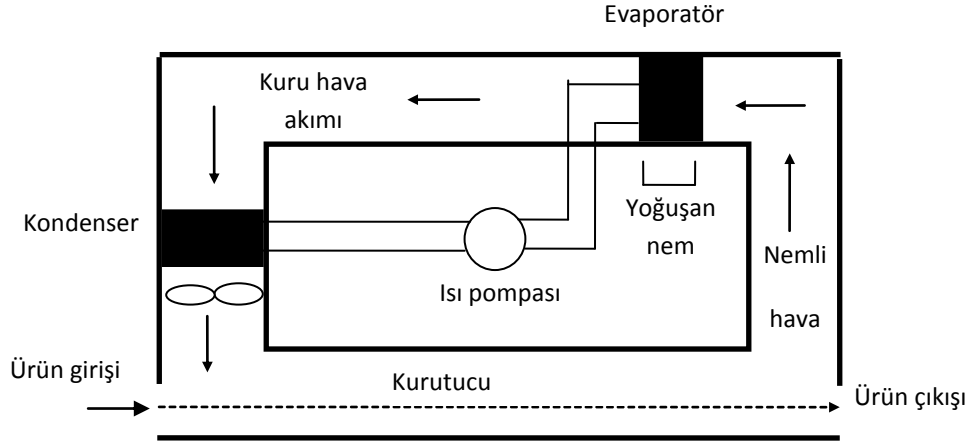 Evaporatör
Kuru hava
akımı
Kondenser
Yoğuşan
nem
Nemli
hava
Isı pompası
Ürün girişi
Kurutucu
Ürün çıkışı